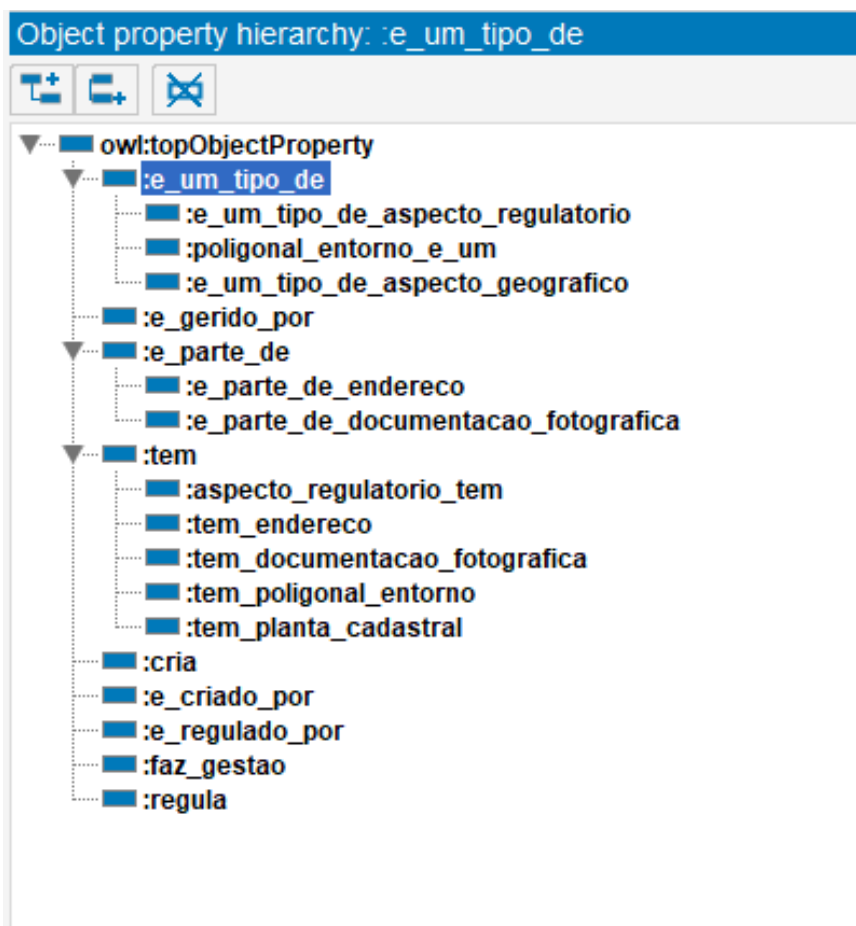 Object property hierarchy: :e_um_tipo_de
owl:topObjectProperty
:e_um_tipo_de
:e_um_tipo_de_aspecto_regulatorio
:poligonal_entorno_e_um
:e_um_tipo_de_aspecto_geografico
:e_gerido_por
:e_parte_de
:e_parte_de_endereco
:e_parte_de_documentacao_fotografica
:tem
:aspecto_regulatorio_tem
:tem_endereco
:tem_documentacao_fotografica
:tem_poligonal_entorno
:tem_planta_cadastral
:cria
:e_criado_por
:e_regulado_por
:faz_gestao
:regula